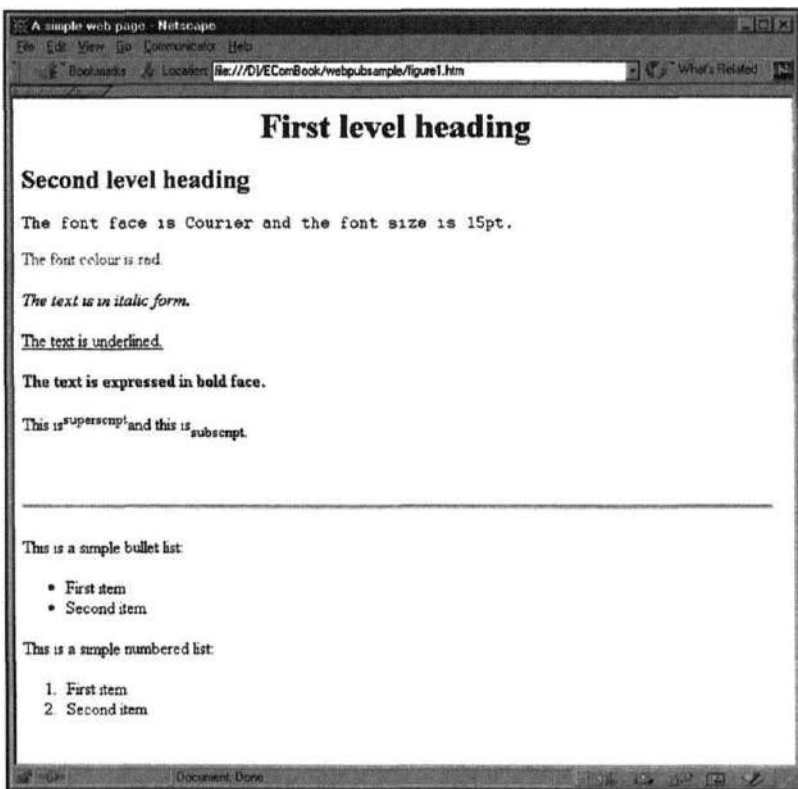 A simple web page - Netscape
File Edit View Go Communicator Help
Bookmarks Location: file:///D|/EComBook/webpubsample/figure1.htm What's Related
First level heading
Second level heading
The font face is Courier and the font size is 15pt.
The font colour is red.
The text is in italic form.
The text is underlined.
The text is expressed in bold face.
This is superscript and this is subscript.
This is a simple bullet list:
• First item
• Second item
This is a simple numbered list:
1. First item
2. Second item
Document: Done